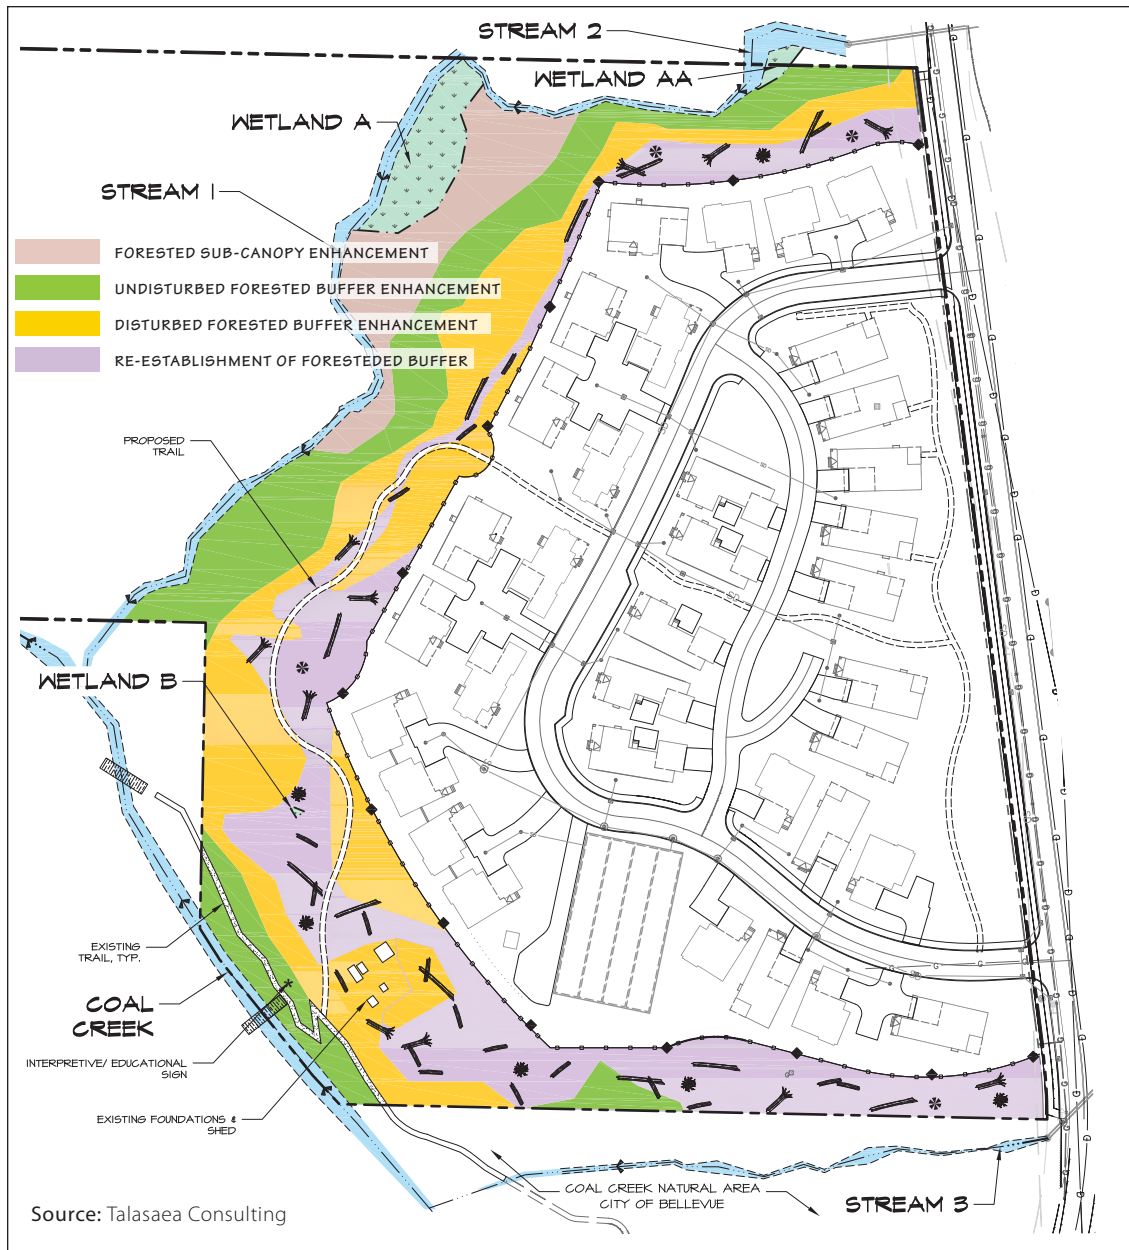 STREAM 2
WETLAND AA
WETLAND A
STREAM 1
FORESTED SUB-CANOPY ENHANCEMENT
UNDISTURBED FORESTED BUFFER ENHANCEMENT
DISTURBED FORESTED BUFFER ENHANCEMENT
RE-ESTABLISHMENT OF FORESTEDED BUFFER
PROPOSED
TRAIL
WETLAND B
EXISTING
TRAIL, TYP.
COAL
CREEK
INTERPRETIVE/ EDUCATIONAL
SIGN
EXISTING FOUNDATIONS &
SHED
COAL CREEK NATURAL AREA
CITY OF BELLEVUE
STREAM 3
Source: Talasaea Consulting